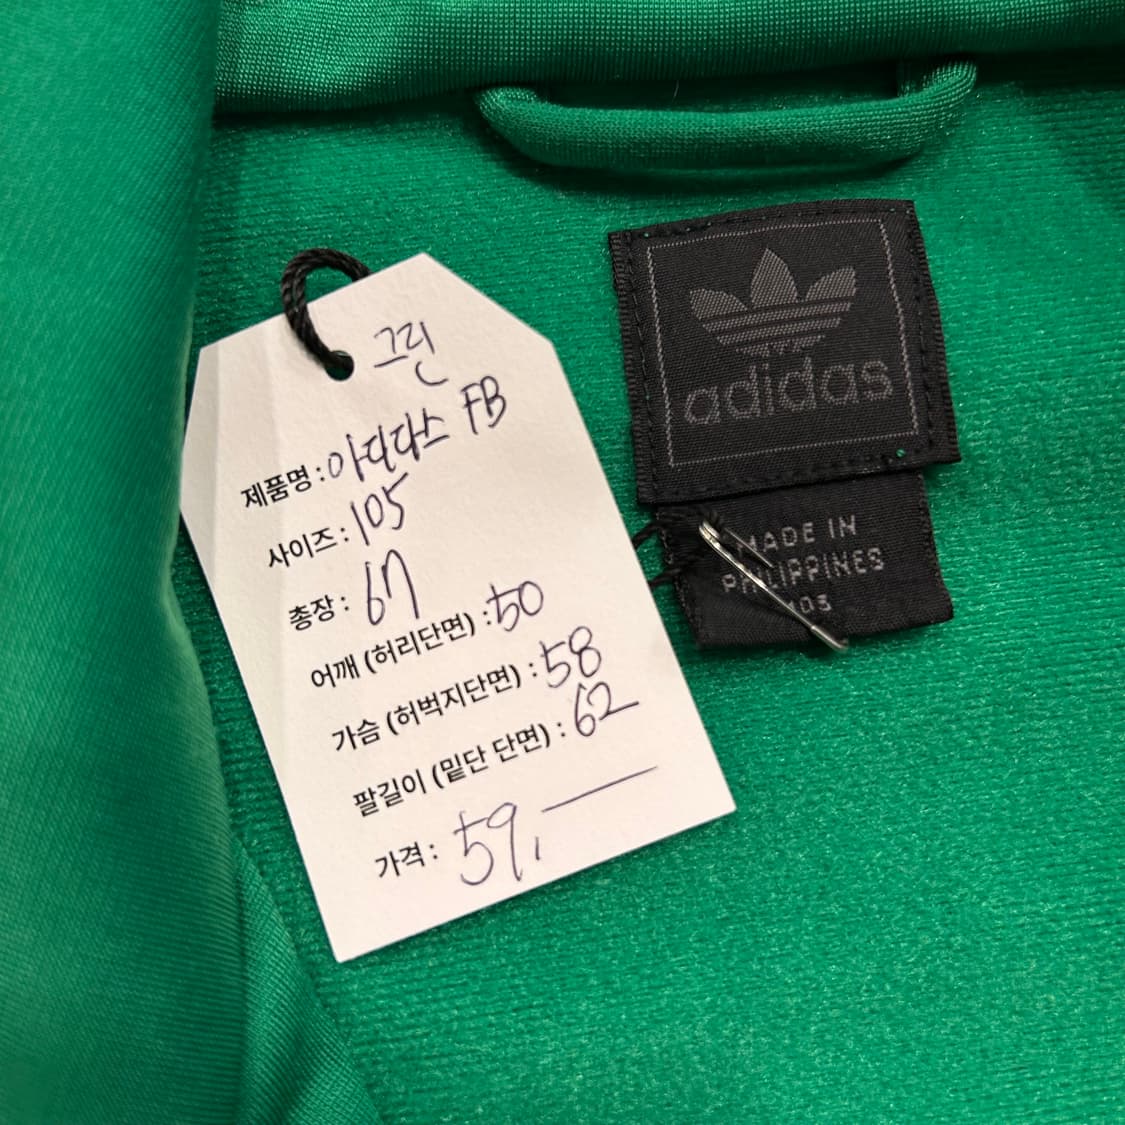 그린
제품명 : 아디다스 FB
사이즈 : 105
총장 : 67
어깨 (허리단면) : 50
가슴 (허벅지단면) : 58
팔길이 (밑단 단면) : 62
가격 : 59,—
adidas
MADE IN
PHILIPPINES